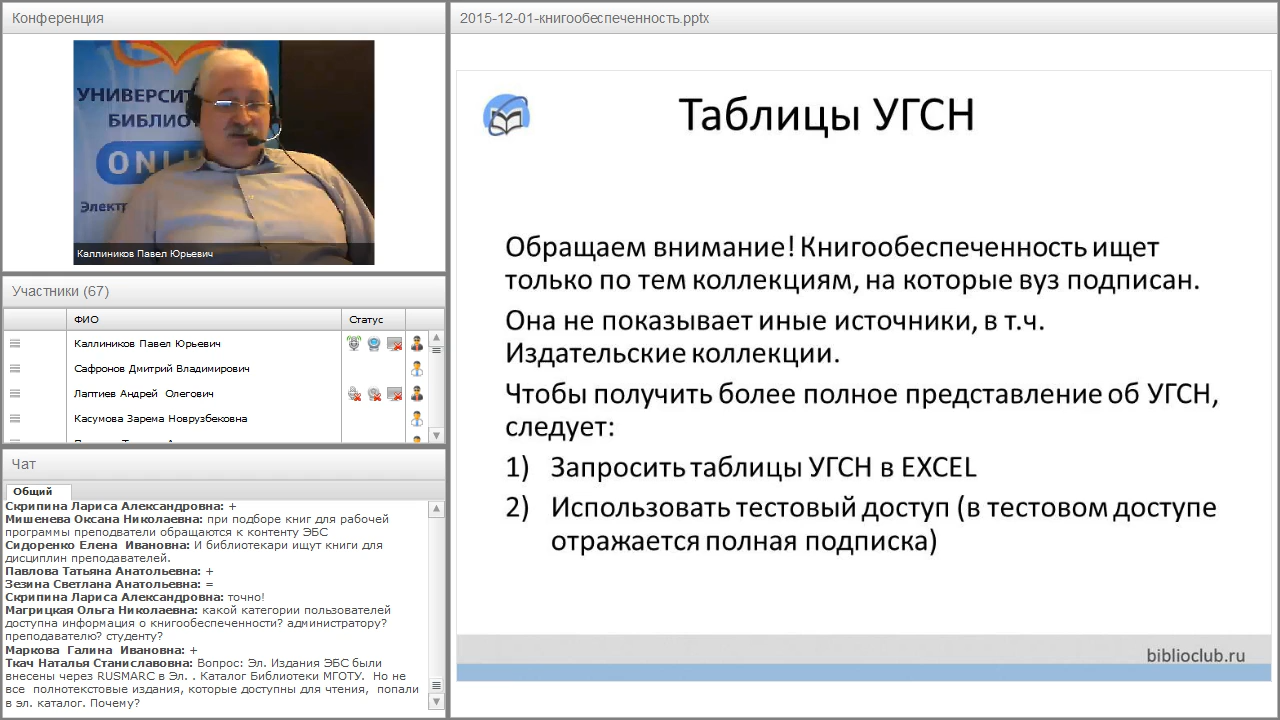 Конференция
УНИВЕРСИТ
БИБЛИО
ONLI
Элект
Каллиников Павел Юрьевич
Участники (67)
ФИО Статус
Каллиников Павел Юрьевич
Сафронов Дмитрий Владимирович
Лаптиев Андрей Олегович
Касумова Зарема Новрузбековна
Чат
Общий
Скрипина Лариса Александровна: +
Мишенева Оксана Николаевна: при подборе книг для рабочей
программы преподватели обращаются к контенту ЭБС
Сидоренко Елена Ивановна: И библиотекари ищут книги для
дисциплин преподавателей.
Павлова Татьяна Анатольевна: +
Зезина Светлана Анатольевна: =
Скрипина Лариса Александровна: точно!
Магрицкая Ольга Николаевна: какой категории пользователей
доступна информация о книгообеспеченности? администратору?
преподавателю? студенту?
Маркова Галина Ивановна: +
Ткач Наталья Станиславовна: Вопрос: Эл. Издания ЭБС были
внесены через RUSMARC в Эл. . Каталог Библиотеки МГОТУ. Но не
все полнотекстовые издания, которые доступны для чтения, попали
в эл. каталог. Почему?
2015-12-01-книгообеспеченность.pptx
Таблицы УГСН
Обращаем внимание! Книгообеспеченность ищет
только по тем коллекциям, на которые вуз подписан.
Она не показывает иные источники, в т.ч.
Издательские коллекции.
Чтобы получить более полное представление об УГСН,
следует:
1) Запросить таблицы УГСН в EXCEL
2) Использовать тестовый доступ (в тестовом доступе
отражается полная подписка)
biblioclub.ru